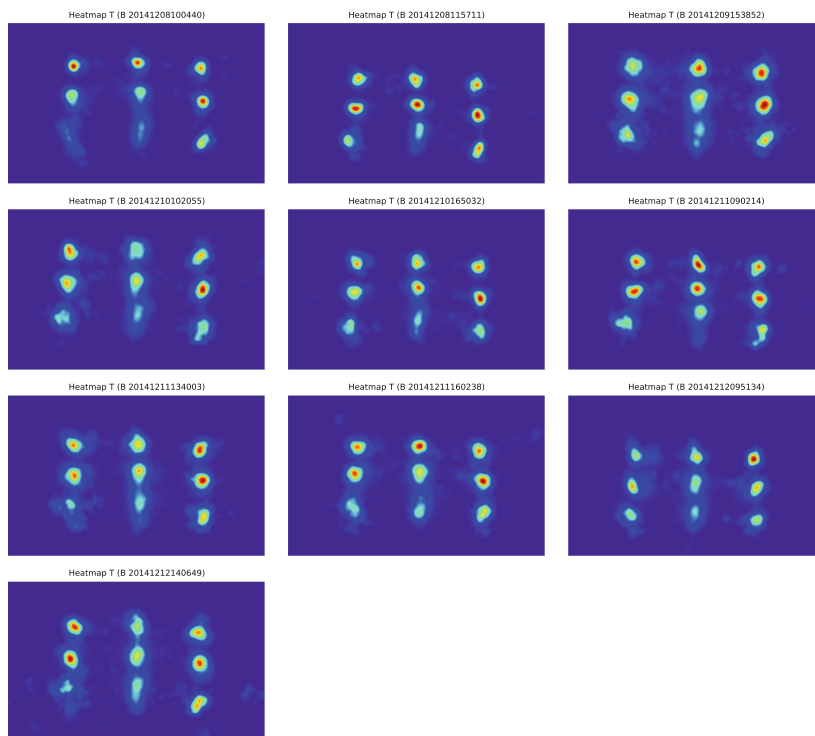 Heatmap T (B 20141208100440)
Heatmap T (B 20141208115711)
Heatmap T (B 20141209153852)
Heatmap T (B 20141210102055)
Heatmap T (B 20141210165032)
Heatmap T (B 20141211090214)
Heatmap T (B 20141211134003)
Heatmap T (B 20141211160238)
Heatmap T (B 20141212095134)
Heatmap T (B 20141212140649)